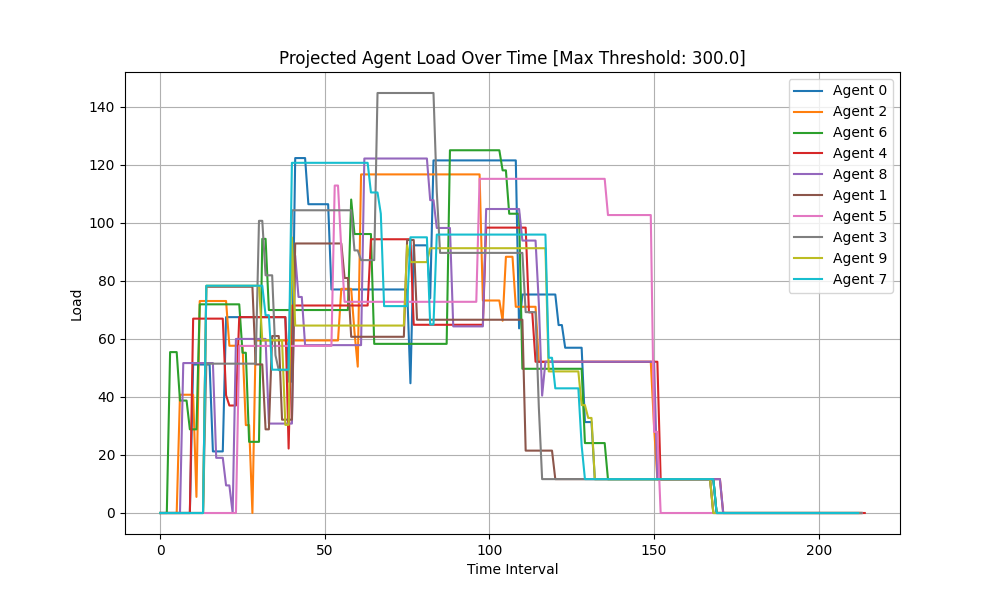 Projected Agent Load Over Time [Max Threshold: 300.0]
Load
140
120
100
80
60
40
20
0
0
50
100
150
200
Time Interval
Agent 0
Agent 2
Agent 6
Agent 4
Agent 8
Agent 1
Agent 5
Agent 3
Agent 9
Agent 7